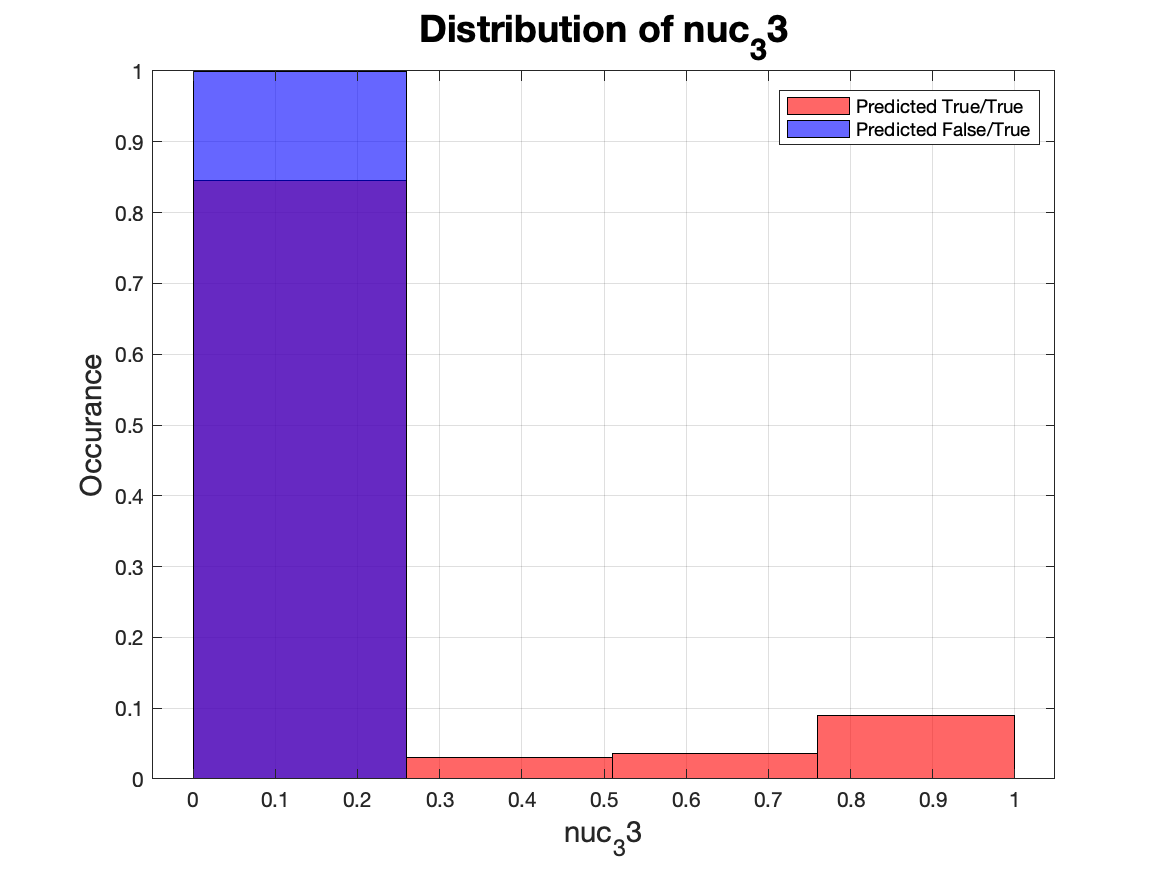 Distribution of nuc₃3
1
0.9
0.8
0.7
0.6
0.5
0.4
0.3
0.2
0.1
0
Occurance
Predicted True/True
Predicted False/True
0 0.1 0.2 0.3 0.4 0.5 0.6 0.7 0.8 0.9 1
nuc₃3